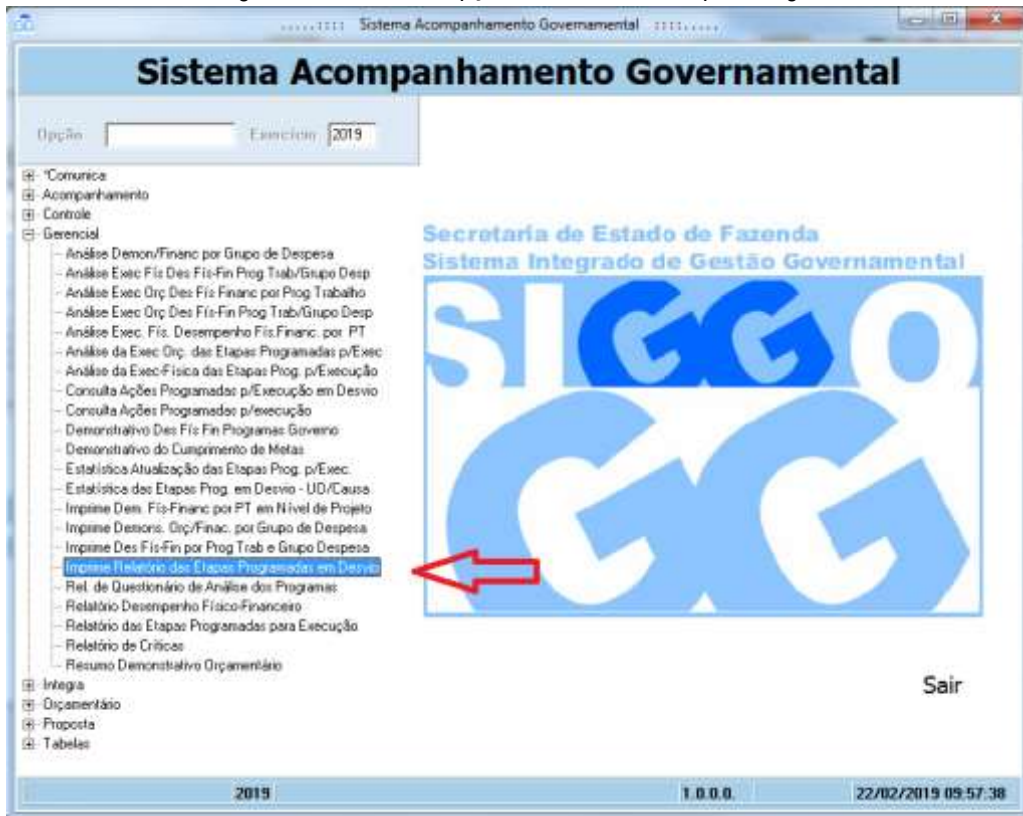 .....:::: Sistema Acompanhamento Governamental ::::.....
Sistema Acompanhamento Governamental
Opção Exercício 2019
*Comunica
Acompanhamento
Controle
Gerencial
Análise Demon/Financ por Grupo de Despesa
Análise Exec Fís Des Fís-Fin Prog Trab/Grupo Desp
Análise Exec Orç Des Fís Financ por Prog Trabalho
Análise Exec Orç Des Fís-Fin Prog Trab/Grupo Desp
Análise Exec. Fís. Desempenho Fís.Financ. por PT
Análise da Exec Orç. das Etapas Programadas p/Exec
Análise da Exec-Física das Etapas Prog. p/Execução
Consulta Ações Programadas p/Execução em Desvio
Consulta Ações Programadas p/execução
Demonstrativo Des Fís Fin Programas Governo
Demonstrativo do Cumprimento de Metas
Estatística Atualização das Etapas Prog. p/Exec.
Estatística das Etapas Prog. em Desvio - UO/Causa
Imprime Dem. Fís-Financ por PT em Nível de Projeto
Imprime Demons. Orç/Finac. por Grupo de Despesa
Imprime Des Fís-Fin por Prog Trab e Grupo Despesa
Imprime Relatório das Etapas Programadas em Desvio
Rel. de Questionário de Análise dos Programas
Relatório Desempenho Físico-Financeiro
Relatório das Etapas Programadas para Execução
Relatório de Críticas
Resumo Demonstrativo Orçamentário
Integra
Orçamentário
Proposta
Tabelas
Secretaria de Estado de Fazenda
Sistema Integrado de Gestão Governamental
SIGGO
GG
Sair
2019 1.0.0.0. 22/02/2019 09:57:38